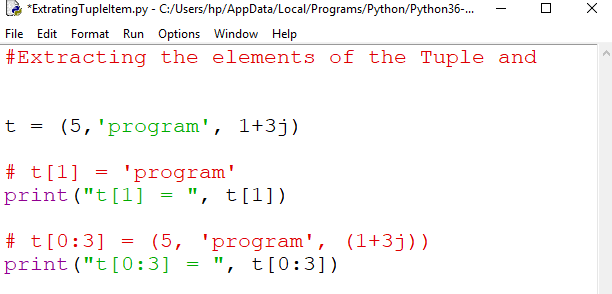 *ExtratingTupleItem.py - C:/Users/hp/AppData/Local/Programs/Python/Python36-...
File Edit Format Run Options Window Help
#Extracting the elements of the Tuple and
t = (5,'program', 1+3j)
# t[1] = 'program'
print("t[1] = ", t[1])
# t[0:3] = (5, 'program', (1+3j))
print("t[0:3] = ", t[0:3])